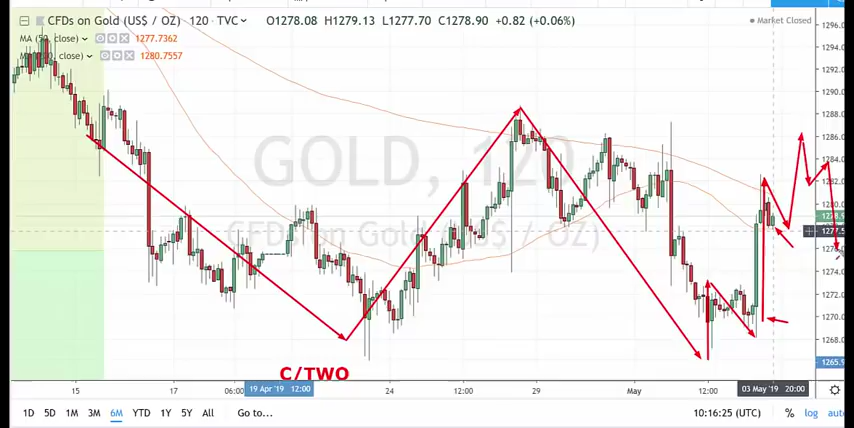 CFDs on Gold (US$ / OZ) 120 TVC O1278.08 H1279.13 L1277.70 C1278.90 +0.82 (+0.06%)
Market Closed
MA (50, close) 1277.7362
close) 1280.7557
GOLD, 120
CFDs on Gold (US$ / OZ)
1296.0
1294.0
1292.0
1290.0
1288.0
1286.0
1284.0
1282.0
1280.0
1276.0
1274.0
1272.0
1270.0
1268.0
C/TWO
15 17 06:00 19 Apr '19 12:00 24 12:00 29 May 12:00 03 May '19 20:00
1D 5D 1M 3M 6M YTD 1Y 5Y All Go to... 10:16:25 (UTC) % log